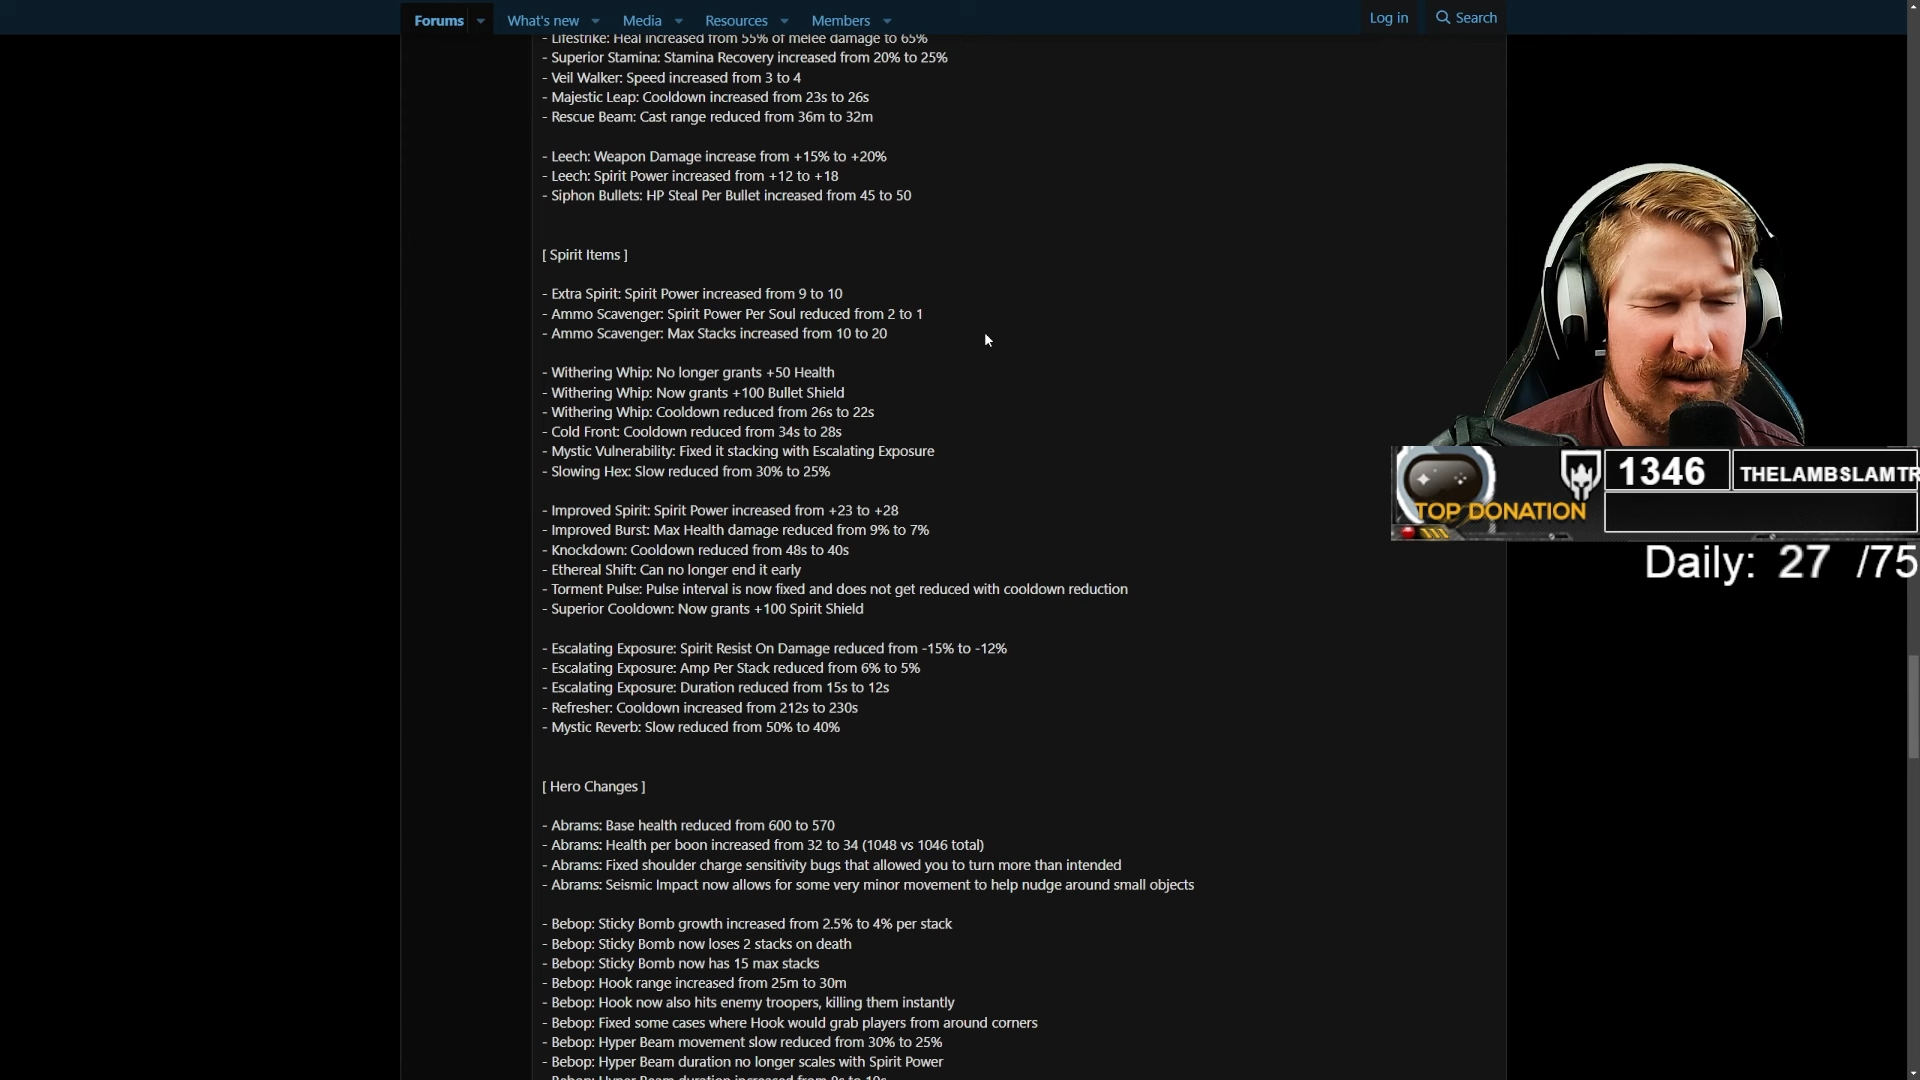 Forums What's new Media Resources Members Log in Search
- Lifestrike: Heal increased from 55% of melee damage to 65%
- Superior Stamina: Stamina Recovery increased from 20% to 25%
- Veil Walker: Speed increased from 3 to 4
- Majestic Leap: Cooldown increased from 23s to 26s
- Rescue Beam: Cast range reduced from 36m to 32m
- Leech: Weapon Damage increase from +15% to +20%
- Leech: Spirit Power increased from +12 to +18
- Siphon Bullets: HP Steal Per Bullet increased from 45 to 50
[ Spirit Items ]
- Extra Spirit: Spirit Power increased from 9 to 10
- Ammo Scavenger: Spirit Power Per Soul reduced from 2 to 1
- Ammo Scavenger: Max Stacks increased from 10 to 20
- Withering Whip: No longer grants +50 Health
- Withering Whip: Now grants +100 Bullet Shield
- Withering Whip: Cooldown reduced from 26s to 22s
- Cold Front: Cooldown reduced from 34s to 28s
- Mystic Vulnerability: Fixed it stacking with Escalating Exposure
- Slowing Hex: Slow reduced from 30% to 25%
- Improved Spirit: Spirit Power increased from +23 to +28
- Improved Burst: Max Health damage reduced from 9% to 7%
- Knockdown: Cooldown reduced from 48s to 40s
- Ethereal Shift: Can no longer end it early
- Torment Pulse: Pulse interval is now fixed and does not get reduced with cooldown reduction
- Superior Cooldown: Now grants +100 Spirit Shield
- Escalating Exposure: Spirit Resist On Damage reduced from -15% to -12%
- Escalating Exposure: Amp Per Stack reduced from 6% to 5%
- Escalating Exposure: Duration reduced from 15s to 12s
- Refresher: Cooldown increased from 212s to 230s
- Mystic Reverb: Slow reduced from 50% to 40%
[ Hero Changes ]
- Abrams: Base health reduced from 600 to 570
- Abrams: Health per boon increased from 32 to 34 (1048 vs 1046 total)
- Abrams: Fixed shoulder charge sensitivity bugs that allowed you to turn more than intended
- Abrams: Seismic Impact now allows for some very minor movement to help nudge around small objects
- Bebop: Sticky Bomb growth increased from 2.5% to 4% per stack
- Bebop: Sticky Bomb now loses 2 stacks on death
- Bebop: Sticky Bomb now has 15 max stacks
- Bebop: Hook range increased from 25m to 30m
- Bebop: Hook now also hits enemy troopers, killing them instantly
- Bebop: Fixed some cases where Hook would grab players from around corners
- Bebop: Hyper Beam movement slow reduced from 30% to 25%
- Bebop: Hyper Beam duration no longer scales with Spirit Power
1346 THELAMBSLAMTR
TOP DONATION
Daily: 27 /75